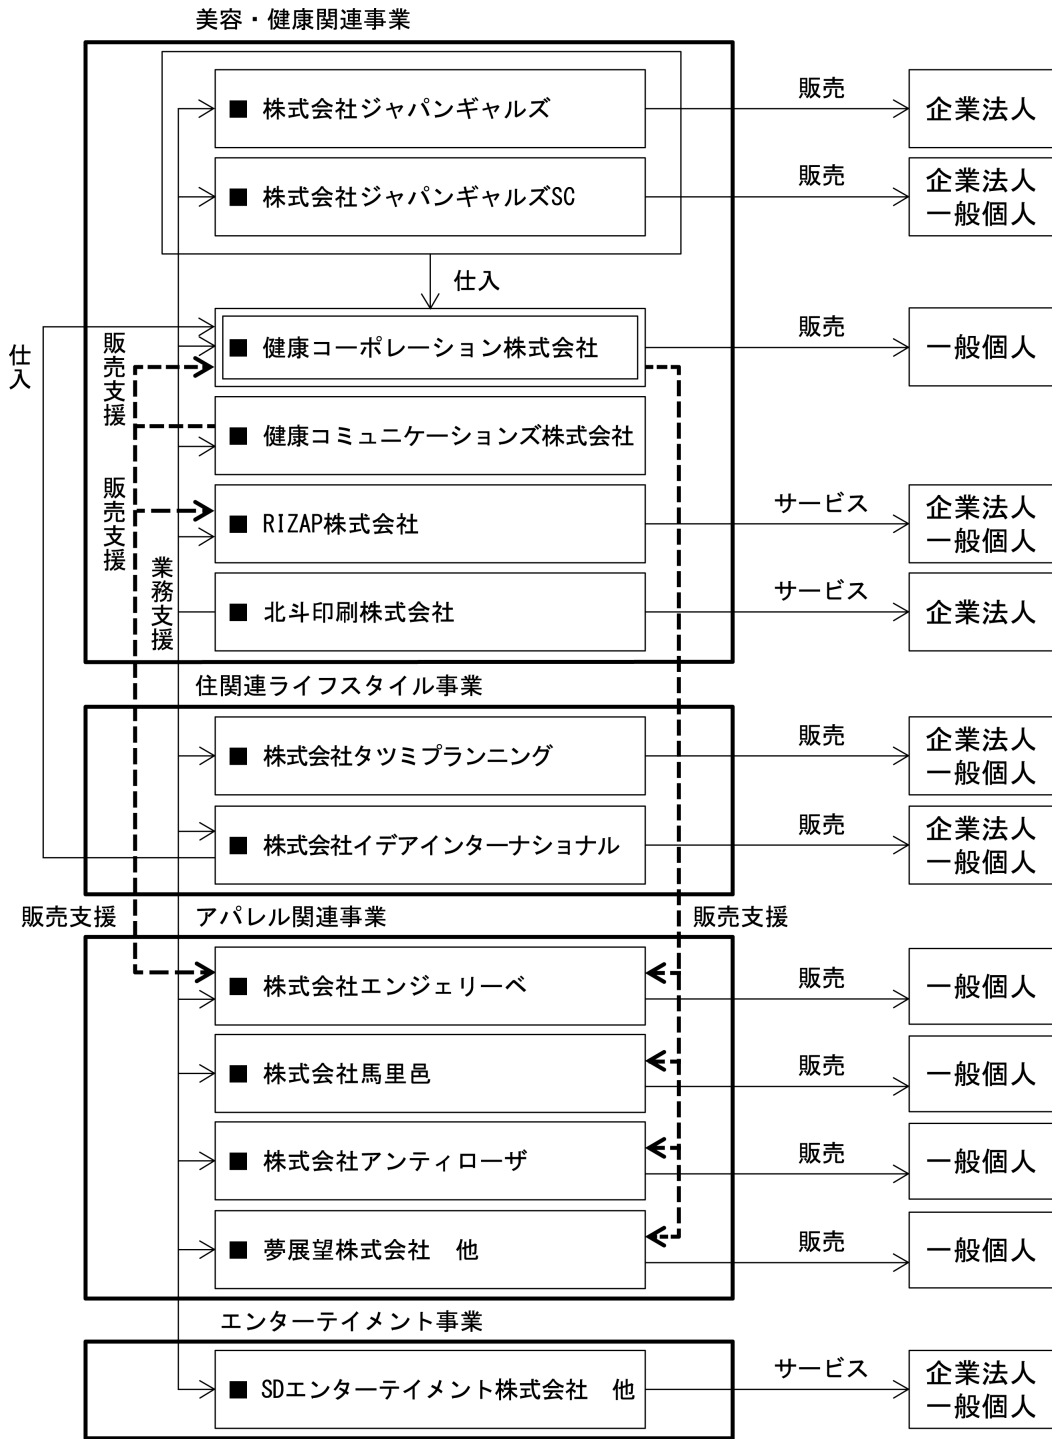 美容・健康関連事業
■ 株式会社ジャパンギャルズ
販売
企業法人
■ 株式会社ジャパンギャルズSC
販売
企業法人
一般個人
仕入
仕入
販売支援
■ 健康コーポレーション株式会社
販売
一般個人
■ 健康コミュニケーションズ株式会社
販売支援
■ RIZAP株式会社
サービス
企業法人
一般個人
業務支援
■ 北斗印刷株式会社
サービス
企業法人
住関連ライフスタイル事業
■ 株式会社タツミプランニング
販売
企業法人
一般個人
■ 株式会社イデアインターナショナル
販売
企業法人
一般個人
販売支援
アパレル関連事業
販売支援
■ 株式会社エンジェリーベ
販売
一般個人
■ 株式会社馬里邑
販売
一般個人
■ 株式会社アンティローザ
販売
一般個人
■ 夢展望株式会社　他
販売
一般個人
エンターテイメント事業
■ SDエンターテイメント株式会社　他
サービス
企業法人
一般個人